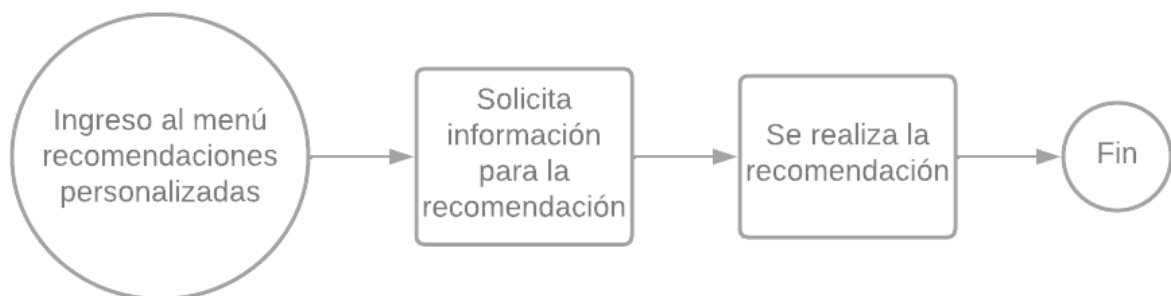 Ingreso al menú
recomendaciones
personalizadas
Solicita
información
para la
recomendación
Se realiza la
recomendación
Fin